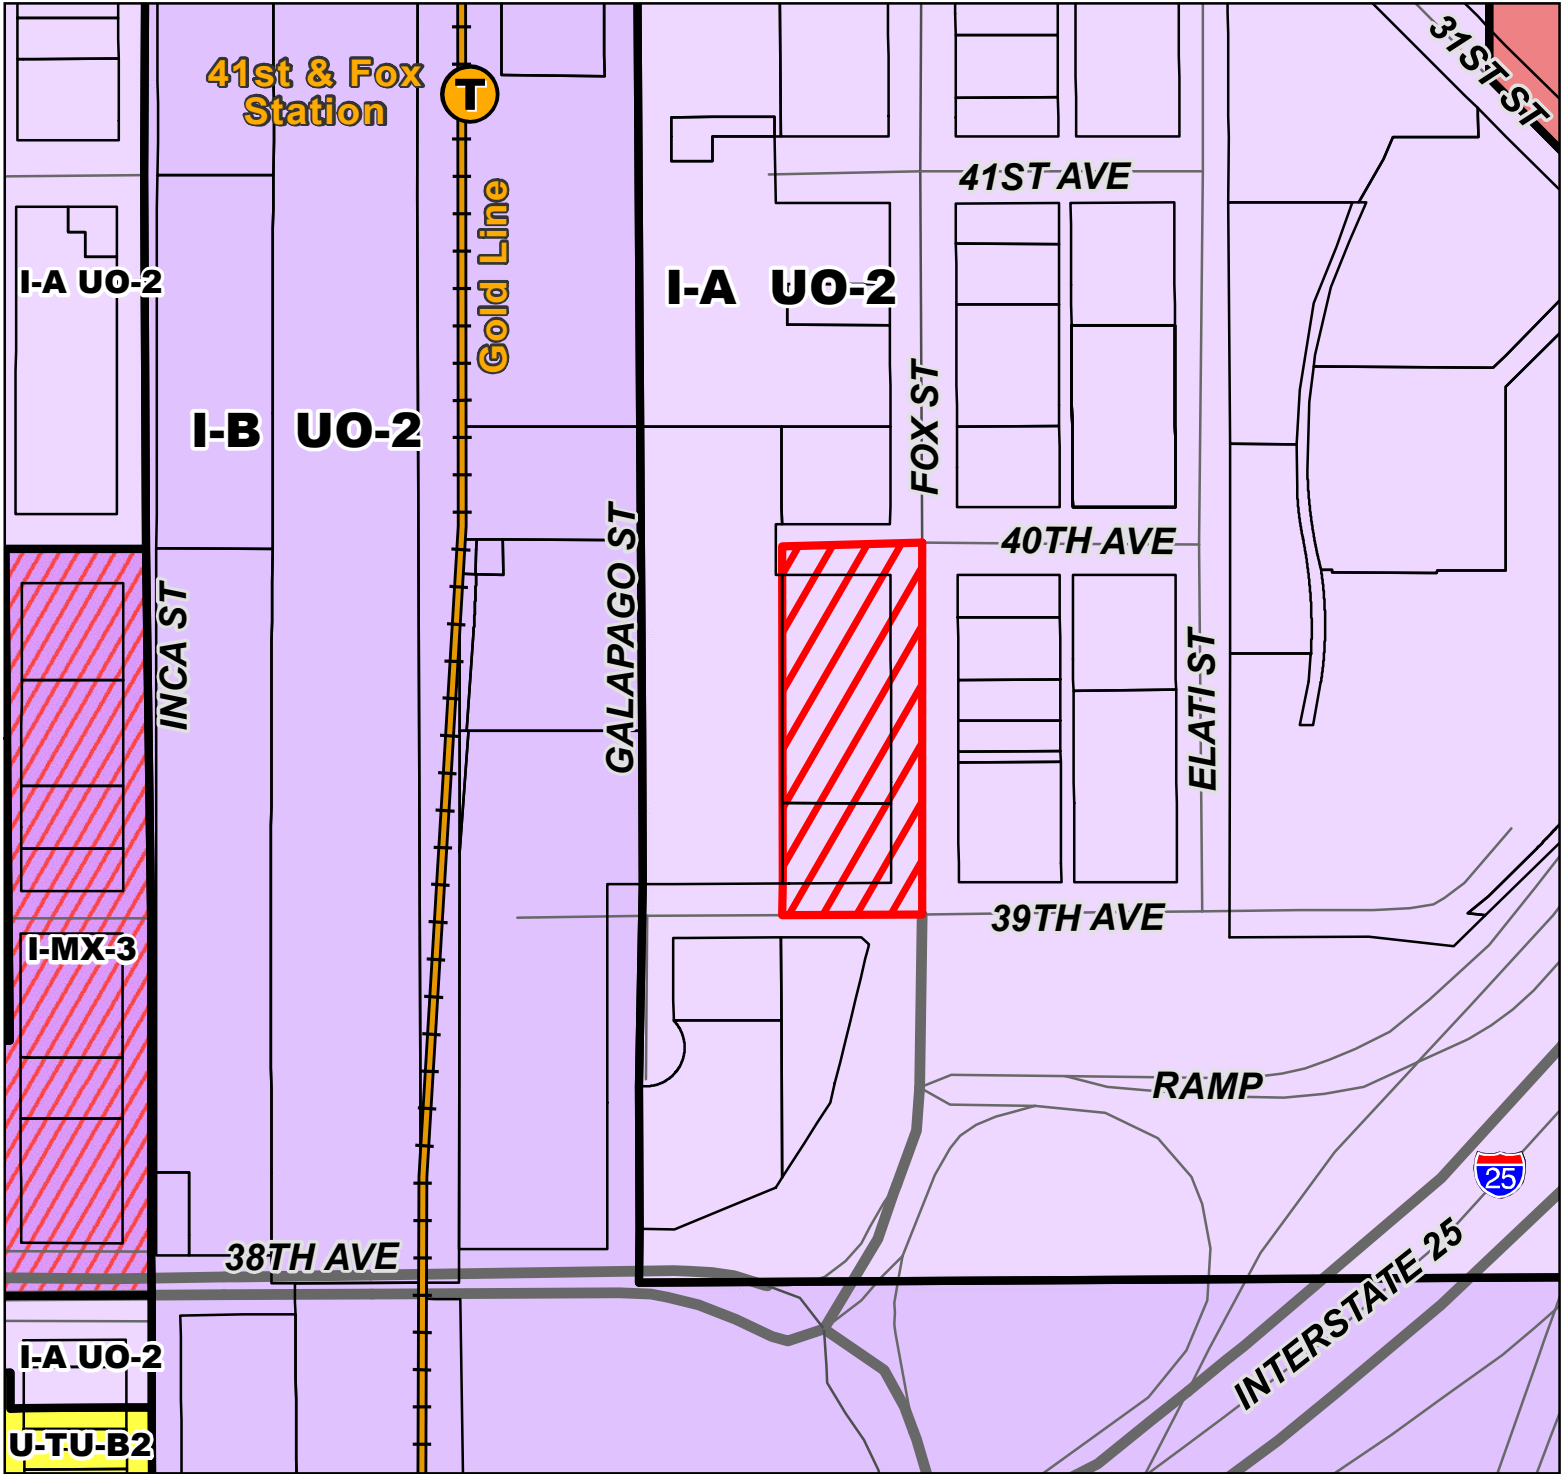 31ST ST
41st & Fox
Station
T
41ST AVE
Gold Line
I-A UO-2
I-A UO-2
I-B UO-2
FOX ST
40TH AVE
GALAPAGO ST
INCA ST
ELATI ST
39TH AVE
I-MX-3
RAMP
25
38TH AVE
INTERSTATE 25
I-A UO-2
U-TU-B2